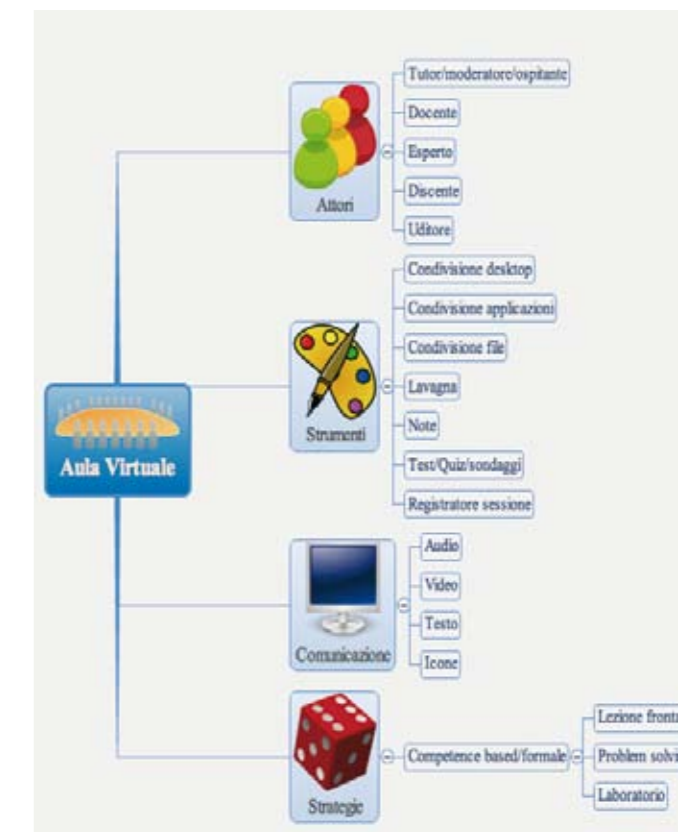 Aula Virtuale
Attori
Tutor/moderatore/ospitante
Docente
Esperto
Discente
Uditore
Strumenti
Condivisione desktop
Condivisione applicazioni
Condivisione file
Lavagna
Note
Test/Quiz/sondaggi
Registratore sessione
Comunicazione
Audio
Video
Testo
Icone
Strategie
Competence based/formale
Lezione fronta
Problem solvi
Laboratorio